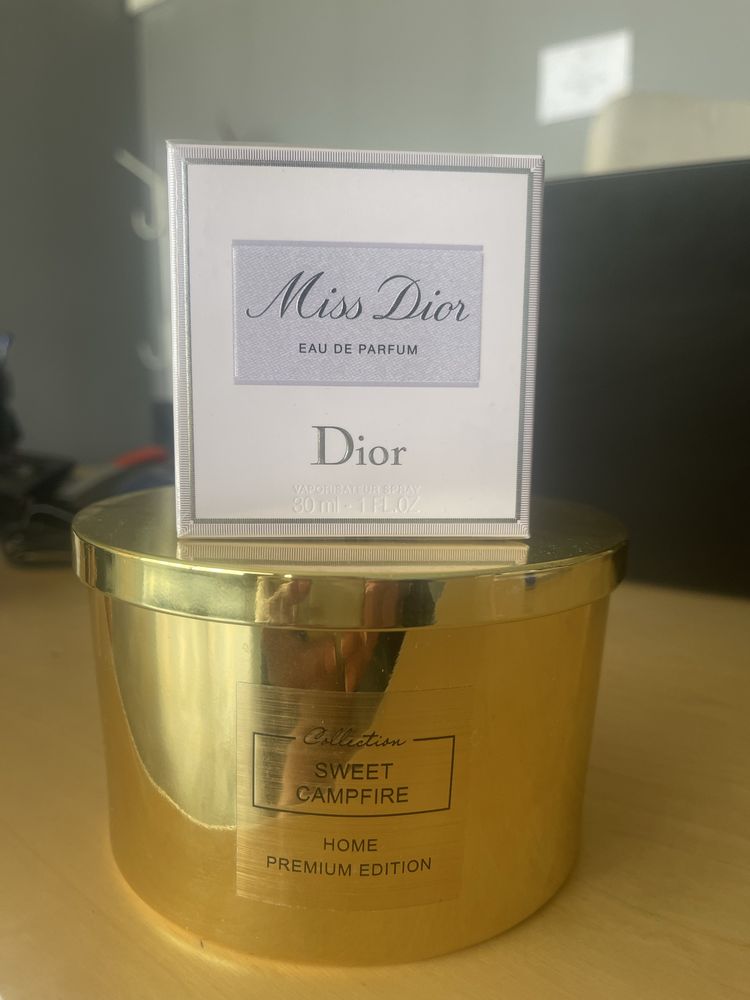 Miss Dior
EAU DE PARFUM
Dior
VAPORISATEUR SPRAY
30 ml - 1 FL.OZ
Collection
SWEET
CAMPFIRE
HOME
PREMIUM EDITION